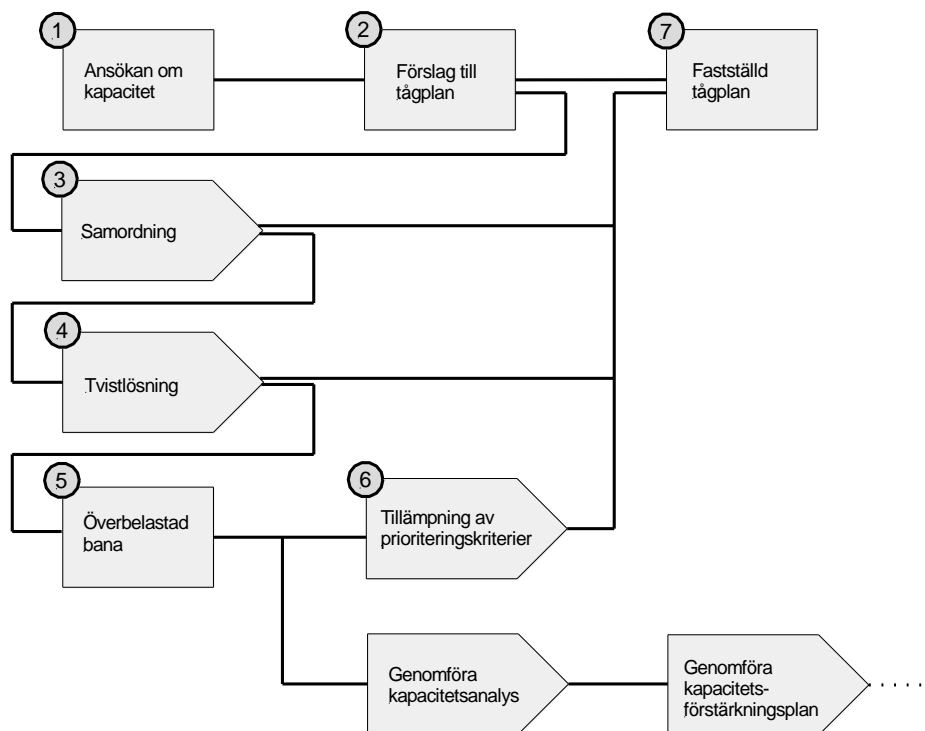 1
Ansökan om
kapacitet
2
Förslag till
tågplan
7
Fastställd
tågplan
3
Samordning
4
Tvistlösning
5
Överbelastad
bana
6
Tillämpning av
prioriteringskriterier
Genomföra
kapacitetsanalys
Genomföra
kapacitets-
förstärkningsplan